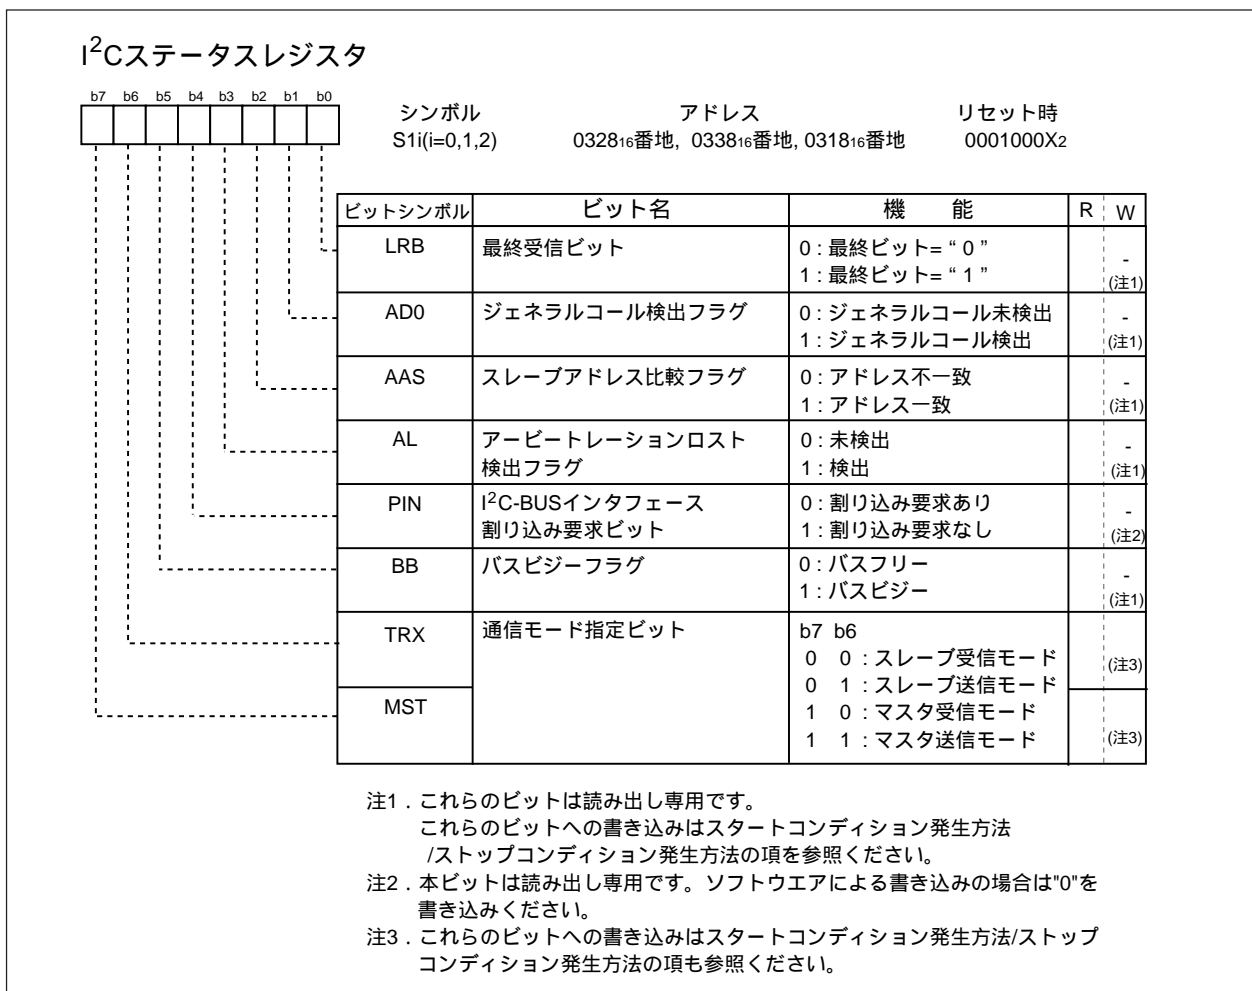 I2Cステータスレジスタ
b7 b6 b5 b4 b3 b2 b1 b0
シンボル アドレス リセット時
S1i(i=0,1,2) 032816番地, 033816番地, 031816番地 0001000X2
ビットシンボル ビット名 機 能 R W
LRB 最終受信ビット 0 : 最終ビット= “ 0 ”
1 : 最終ビット= “ 1 ” -
(注1)
AD0 ジェネラルコール検出フラグ 0 : ジェネラルコール未検出 -
1 : ジェネラルコール検出 (注1)
AAS スレーブアドレス比較フラグ 0 : アドレス不一致 -
1 : アドレス一致 (注1)
AL アービートレーションロスト 0 : 未検出 -
検出フラグ 1 : 検出 (注1)
PIN I2C-BUSインタフェース 0 : 割り込み要求あり -
割り込み要求ビット 1 : 割り込み要求なし (注2)
BB バスビジーフラグ 0 : バスフリー -
1 : バスビジー (注1)
TRX 通信モード指定ビット b7 b6
0 0 : スレーブ受信モード (注3)
0 1 : スレーブ送信モード
MST 1 0 : マスタ受信モード
1 1 : マスタ送信モード (注3)
注1．これらのビットは読み出し専用です。
これらのビットへの書き込みはスタートコンディション発生方法
/ストップコンディション発生方法の項を参照ください。
注2．本ビットは読み出し専用です。ソフトウエアによる書き込みの場合は"0"を
書き込みください。
注3．これらのビットへの書き込みはスタートコンディション発生方法/ストップ
コンディション発生方法の項も参照ください。